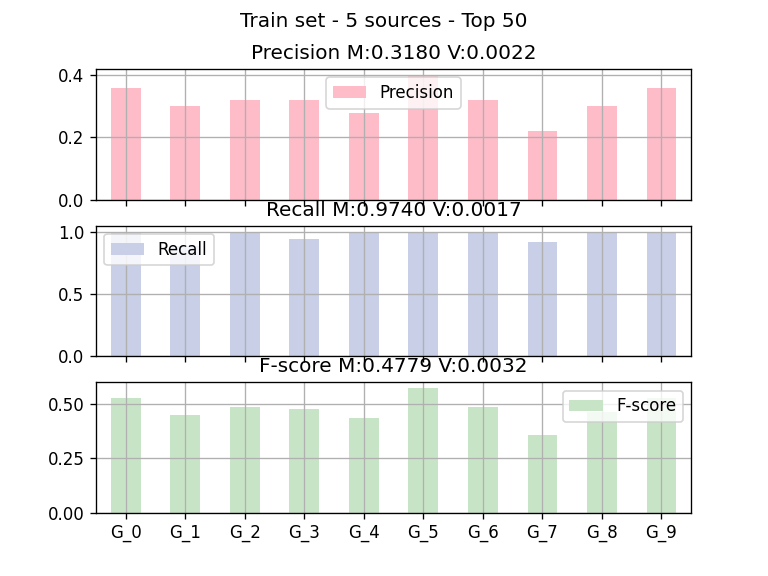 Train set - 5 sources - Top 50
Precision M:0.3180 V:0.0022
0.4
0.2
0.0
Precision
Recall M:0.9740 V:0.0017
1.0
0.5
0.0
Recall
F-score M:0.4779 V:0.0032
0.50
0.25
0.00
F-score
G_0 G_1 G_2 G_3 G_4 G_5 G_6 G_7 G_8 G_9